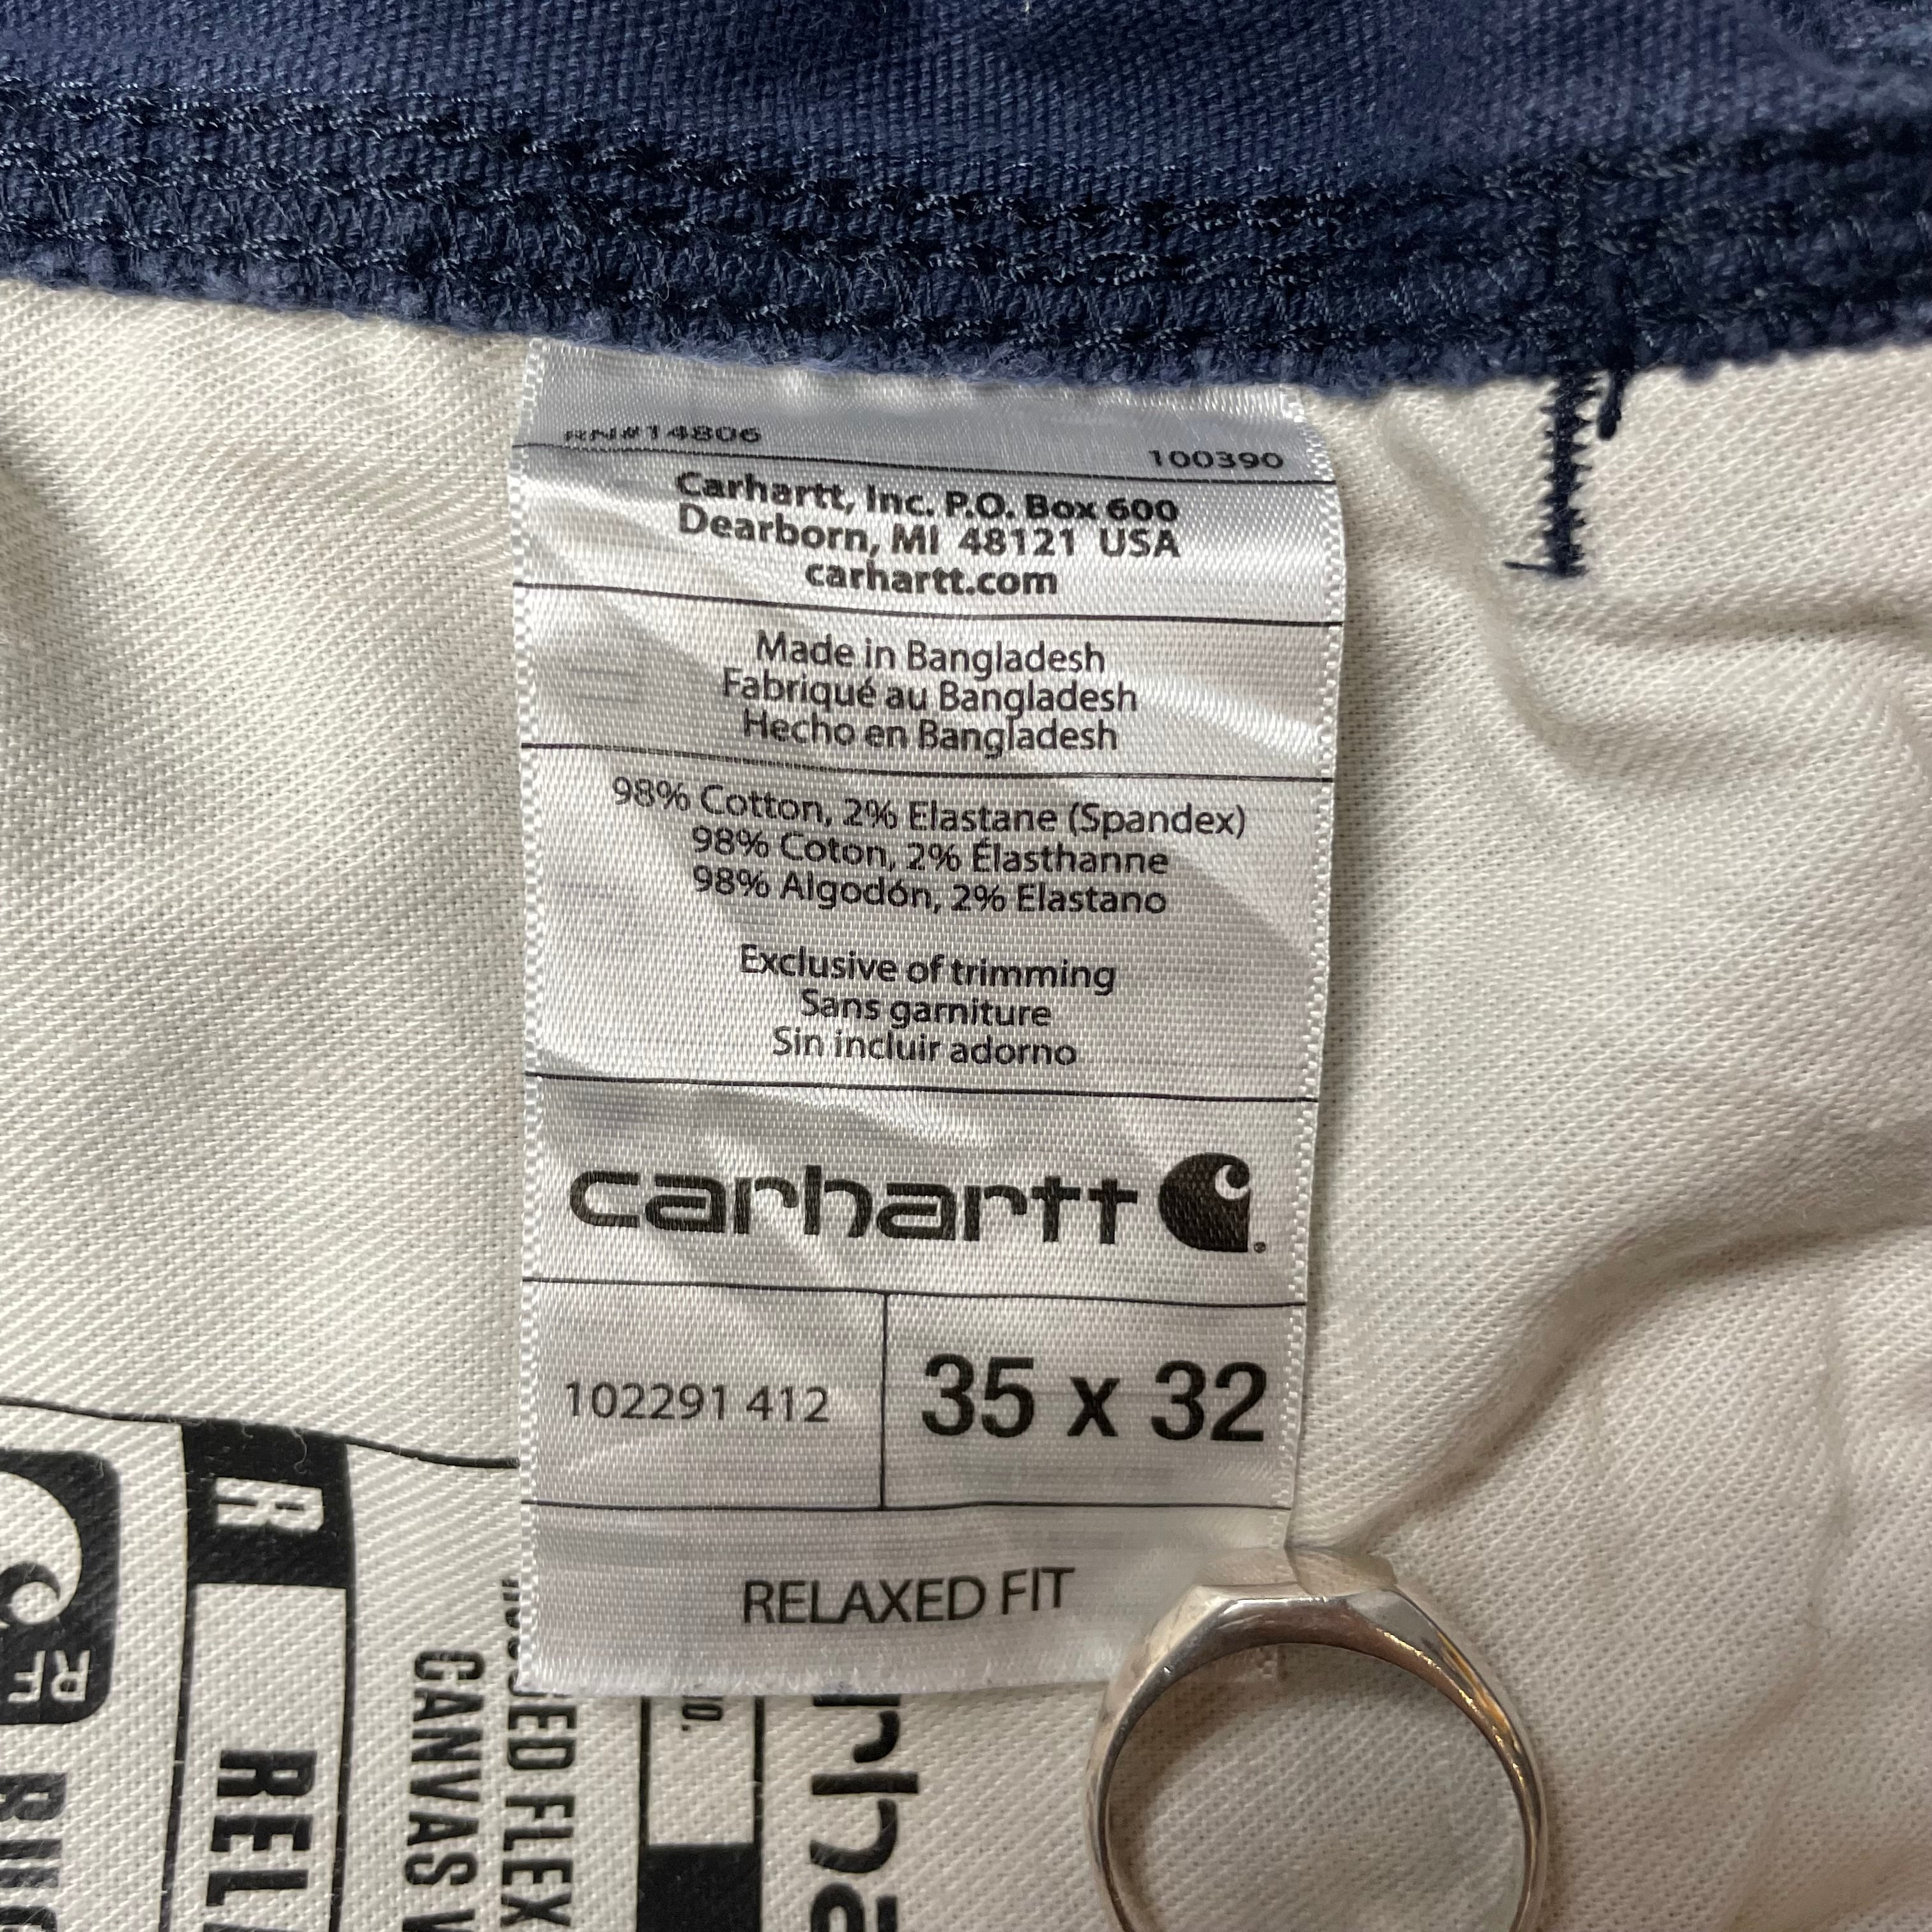 RN#14806
100390
Carhartt, Inc. P.O. Box 600
Dearborn, MI 48121 USA
carhartt.com
Made in Bangladesh
Fabriqué au Bangladesh
Hecho en Bangladesh
98% Cotton, 2% Elastane (Spandex)
98% Coton, 2% Élasthanne
98% Algodón, 2% Elastano
Exclusive of trimming
Sans garniture
Sin incluir adorno
carhartt
102291 412
35 x 32
RELAXED FIT
RF
R
FLEX
CANVAS